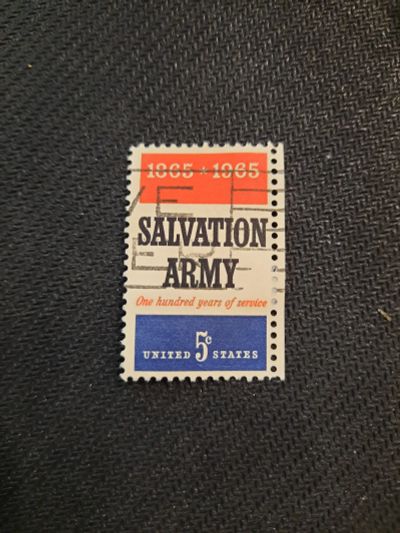 1865 ★ 1965
SALVATION
ARMY
One hundred years of service
5c
UNITED STATES